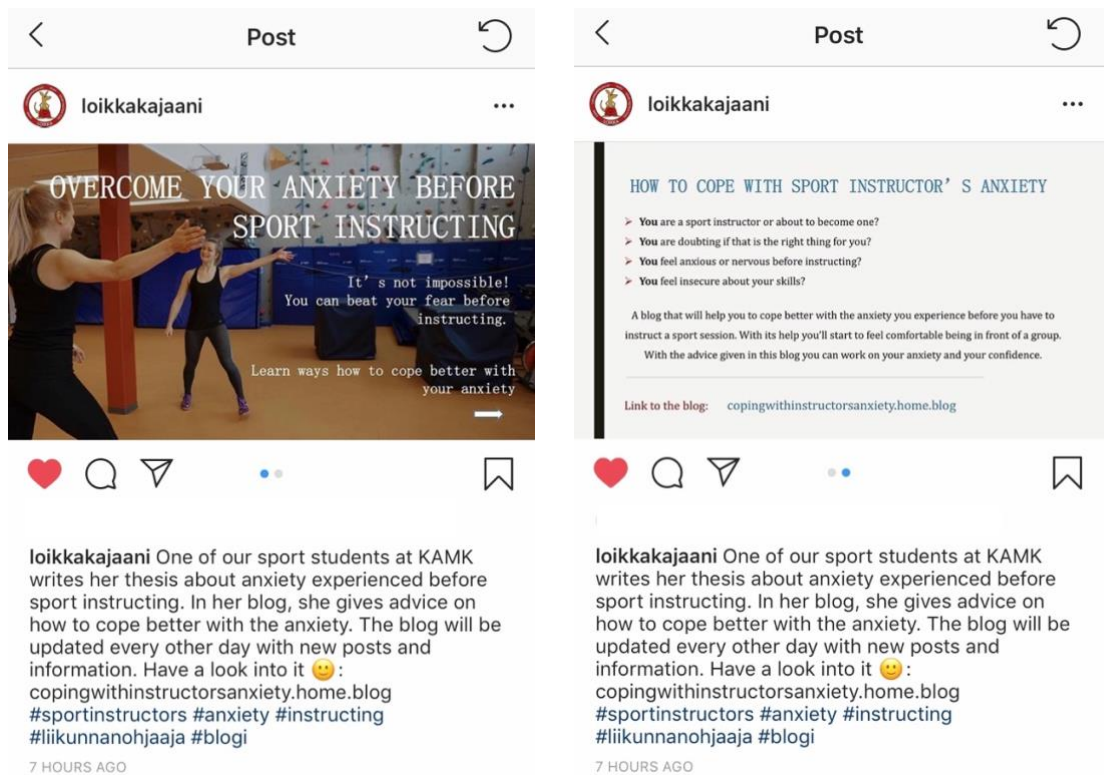 Post
loikkakajaani
OVERCOME YOUR ANXIETY BEFORE
SPORT INSTRUCTING
It's not impossible!
You can beat your fear before
instructing.
Learn ways how to cope better with
your anxiety
loikkakajaani One of our sport students at KAMK
writes her thesis about anxiety experienced before
sport instructing. In her blog, she gives advice on
how to cope better with the anxiety. The blog will be
updated every other day with new posts and
information. Have a look into it 🙂:
copingwithinstructorsanxiety.home.blog
#sportinstructors #anxiety #instructing
#liikunnanohjaaja #blogi
7 HOURS AGO
Post
loikkakajaani
HOW TO COPE WITH SPORT INSTRUCTOR'S ANXIETY
You are a sport instructor or about to become one?
You are doubting if that is the right thing for you?
You feel anxious or nervous before instructing?
You feel insecure about your skills?
A blog that will help you to cope better with the anxiety you experience before you have to
instruct a sport session. With its help you'll start to feel comfortable being in front of a group.
With the advice given in this blog you can work on your anxiety and your confidence.
Link to the blog: copingwithinstructorsanxiety.home.blog
loikkakajaani One of our sport students at KAMK
writes her thesis about anxiety experienced before
sport instructing. In her blog, she gives advice on
how to cope better with the anxiety. The blog will be
updated every other day with new posts and
information. Have a look into it 🙂:
copingwithinstructorsanxiety.home.blog
#sportinstructors #anxiety #instructing
#liikunnanohjaaja #blogi
7 HOURS AGO